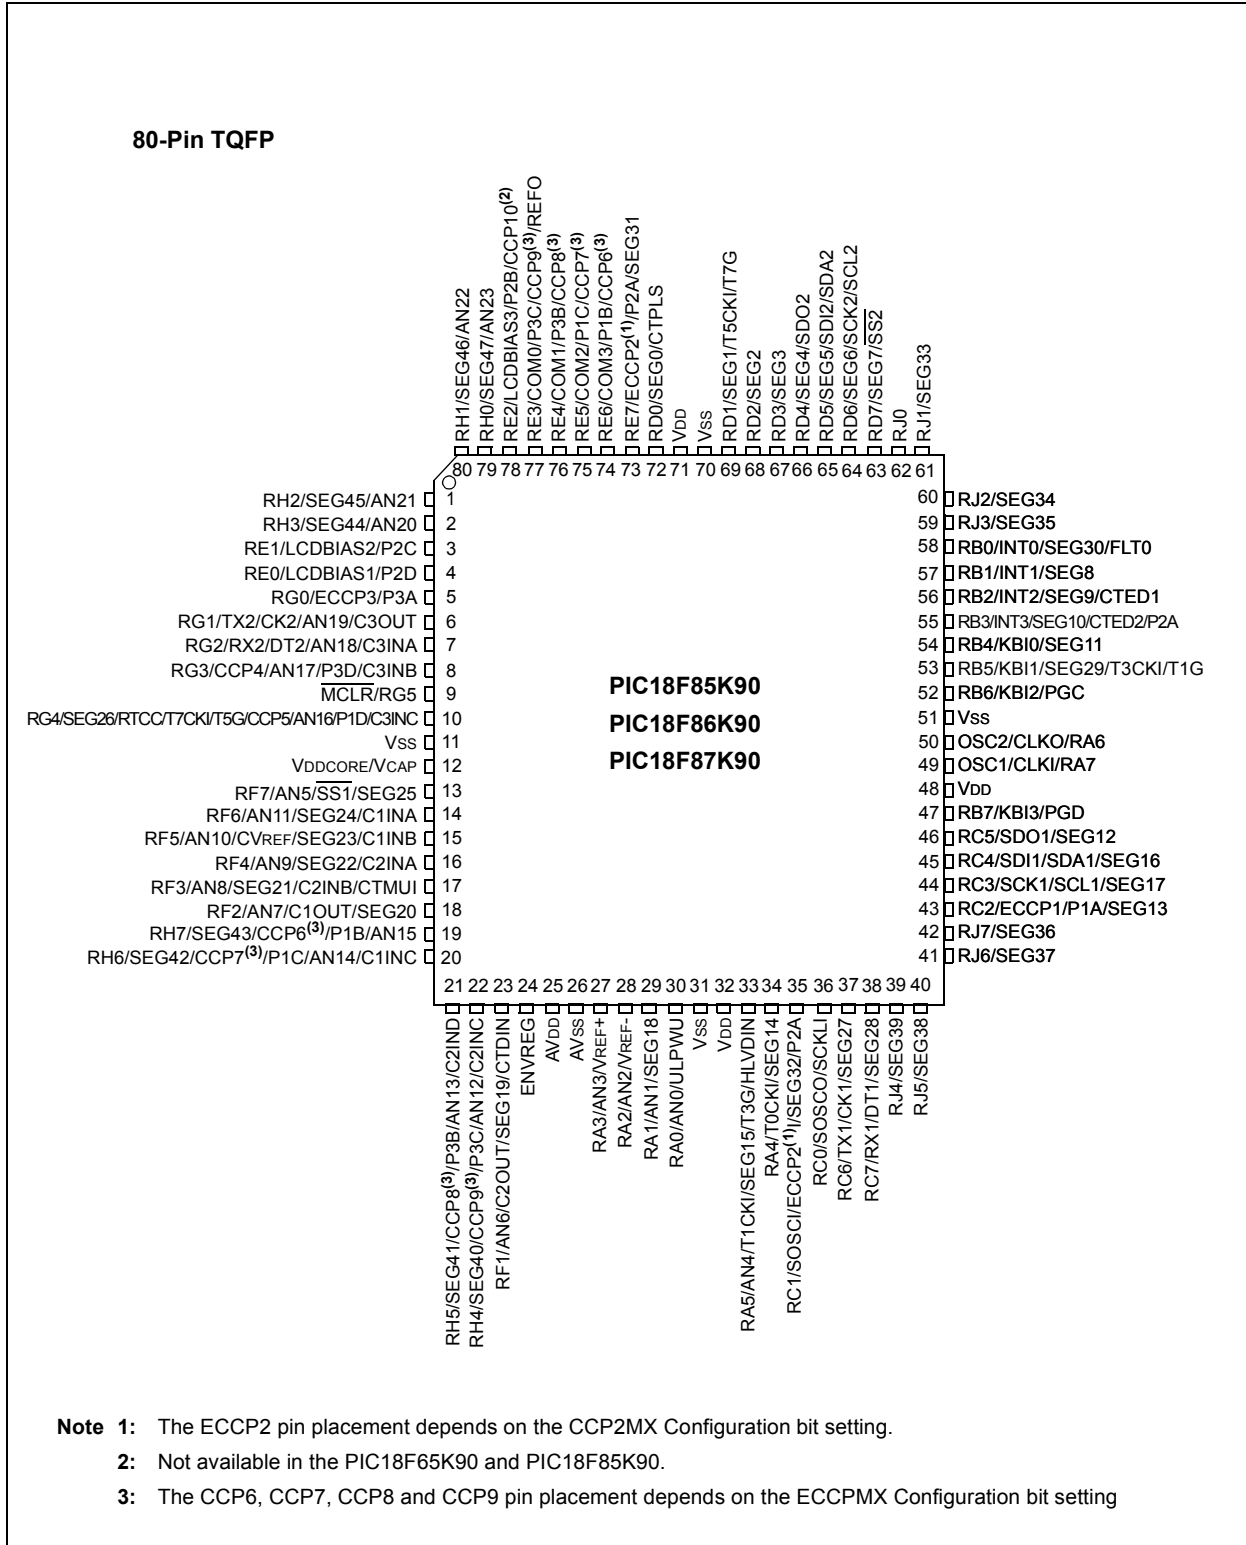 80-Pin TQFP
RH1/SEG46/AN22
RH0/SEG47/AN23
RE2/LCDBIAS3/P2B/CCP10(2)
RE3/COM0/P3C/CCP9(3)/REFO
RE4/COM1/P3B/CCP8(3)
RE5/COM2/P1C/CCP7(3)
RE6/COM3/P1B/CCP6(3)
RE7/ECCP2(1)/P2A/SEG31
RD0/SEG0/CTPLS
VDD
VSS
RD1/SEG1/T5CKI/T7G
RD2/SEG2
RD3/SEG3
RD4/SEG4/SDO2
RD5/SEG5/SDI2/SDA2
RD6/SEG6/SCK2/SCL2
RD7/SEG7/SS2
RJ0
RJ1/SEG33
80 79 78 77 76 75 74 73 72 71 70 69 68 67 66 65 64 63 62 61
RH2/SEG45/AN21 1
RH3/SEG44/AN20 2
RE1/LCDBIAS2/P2C 3
RE0/LCDBIAS1/P2D 4
RG0/ECCP3/P3A 5
RG1/TX2/CK2/AN19/C3OUT 6
RG2/RX2/DT2/AN18/C3INA 7
RG3/CCP4/AN17/P3D/C3INB 8
MCLR/RG5 9
RG4/SEG26/RTCC/T7CKI/T5G/CCP5/AN16/P1D/C3INC 10
VSS 11
VDDCORE/VCAP 12
RF7/AN5/SS1/SEG25 13
RF6/AN11/SEG24/C1INA 14
RF5/AN10/CVREF/SEG23/C1INB 15
RF4/AN9/SEG22/C2INA 16
RF3/AN8/SEG21/C2INB/CTMUI 17
RF2/AN7/C1OUT/SEG20 18
RH7/SEG43/CCP6(3)/P1B/AN15 19
RH6/SEG42/CCP7(3)/P1C/AN14/C1INC 20
PIC18F85K90
PIC18F86K90
PIC18F87K90
60 RJ2/SEG34
59 RJ3/SEG35
58 RB0/INT0/SEG30/FLT0
57 RB1/INT1/SEG8
56 RB2/INT2/SEG9/CTED1
55 RB3/INT3/SEG10/CTED2/P2A
54 RB4/KBI0/SEG11
53 RB5/KBI1/SEG29/T3CKI/T1G
52 RB6/KBI2/PGC
51 VSS
50 OSC2/CLKO/RA6
49 OSC1/CLKI/RA7
48 VDD
47 RB7/KBI3/PGD
46 RC5/SDO1/SEG12
45 RC4/SDI1/SDA1/SEG16
44 RC3/SCK1/SCL1/SEG17
43 RC2/ECCP1/P1A/SEG13
42 RJ7/SEG36
41 RJ6/SEG37
21 22 23 24 25 26 27 28 29 30 31 32 33 34 35 36 37 38 39 40
RH5/SEG41/CCP8(3)/P3B/AN13/C2IND
RH4/SEG40/CCP9(3)/P3C/AN12/C2INC
RF1/AN6/C2OUT/SEG19/CTDIN
ENVREG
AVDD
AVSS
RA3/AN3/VREF+
RA2/AN2/VREF-
RA1/AN1/SEG18
RA0/AN0/ULPWU
VSS
VDD
RA5/AN4/T1CKI/SEG15/T3G/HLVDIN
RA4/T0CKI/SEG14
RC1/SOSCI/ECCP2(1)I/SEG32/P2A
RC0/SOSCO/SCKLI
RC6/TX1/CK1/SEG27
RC7/RX1/DT1/SEG28
RJ4/SEG39
RJ5/SEG38
Note 1: The ECCP2 pin placement depends on the CCP2MX Configuration bit setting.
2: Not available in the PIC18F65K90 and PIC18F85K90.
3: The CCP6, CCP7, CCP8 and CCP9 pin placement depends on the ECCPMX Configuration bit setting